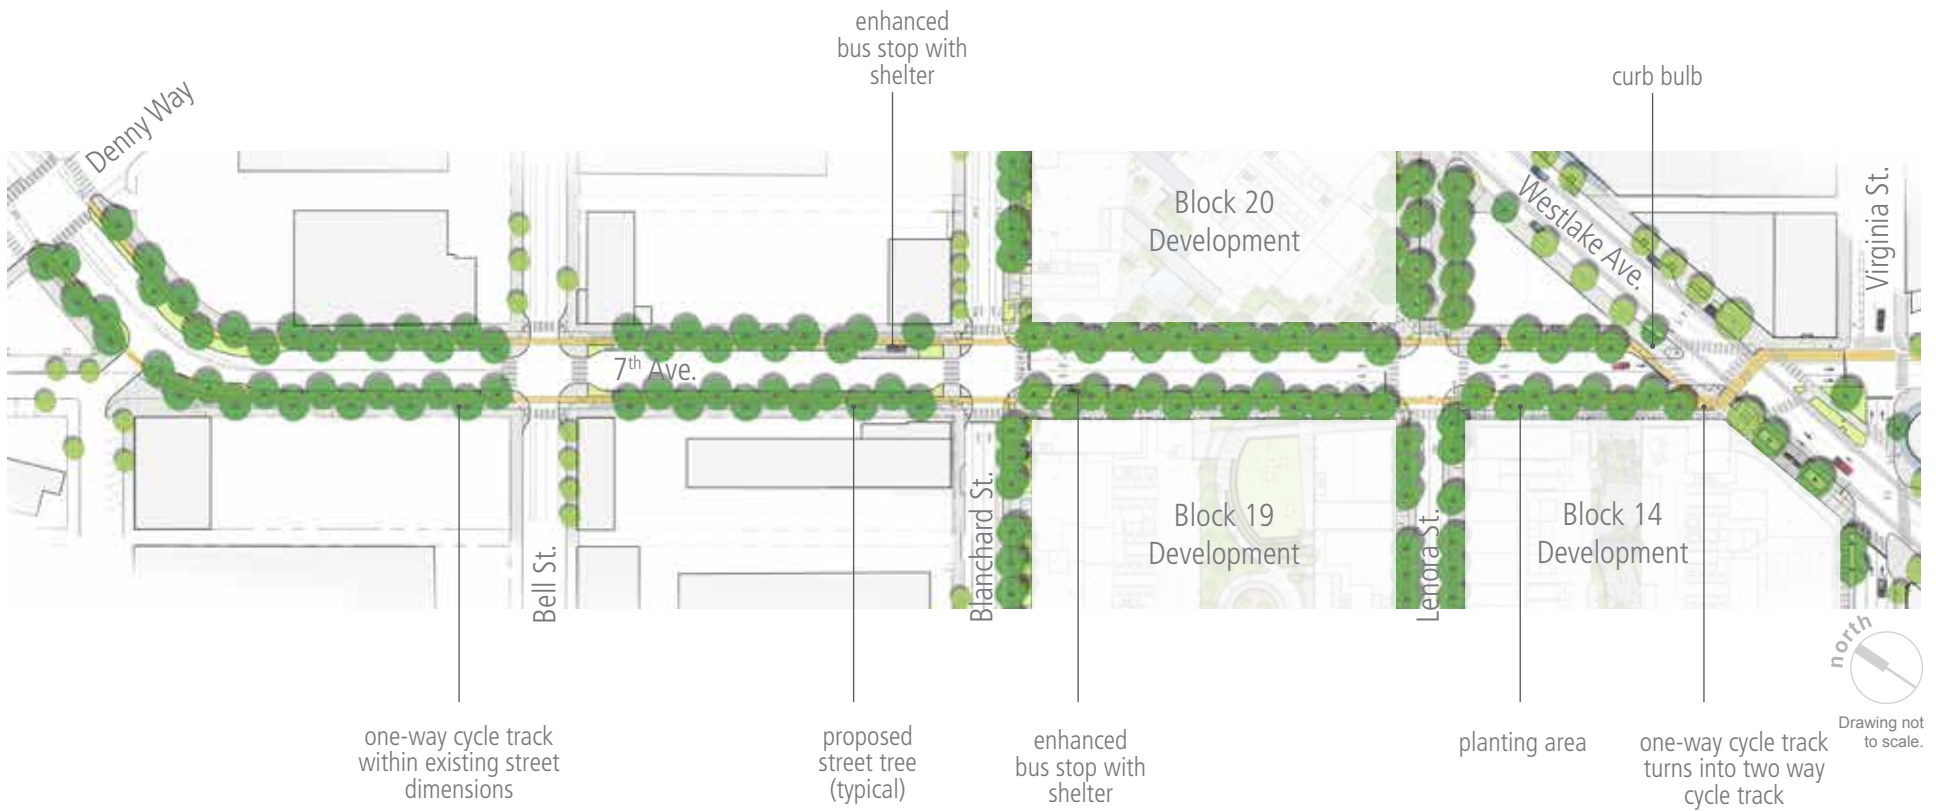 enhanced
bus stop with
shelter
curb bulb
Denny Way
Block 20
Development
Westlake Ave.
Virginia St.
7th Ave.
Bell St.
Blanchard St.
Block 19
Development
Lenora St.
Block 14
Development
north
Drawing not
to scale.
one-way cycle track
within existing street
dimensions
proposed
street tree
(typical)
enhanced
bus stop with
shelter
planting area
one-way cycle track
turns into two way
cycle track